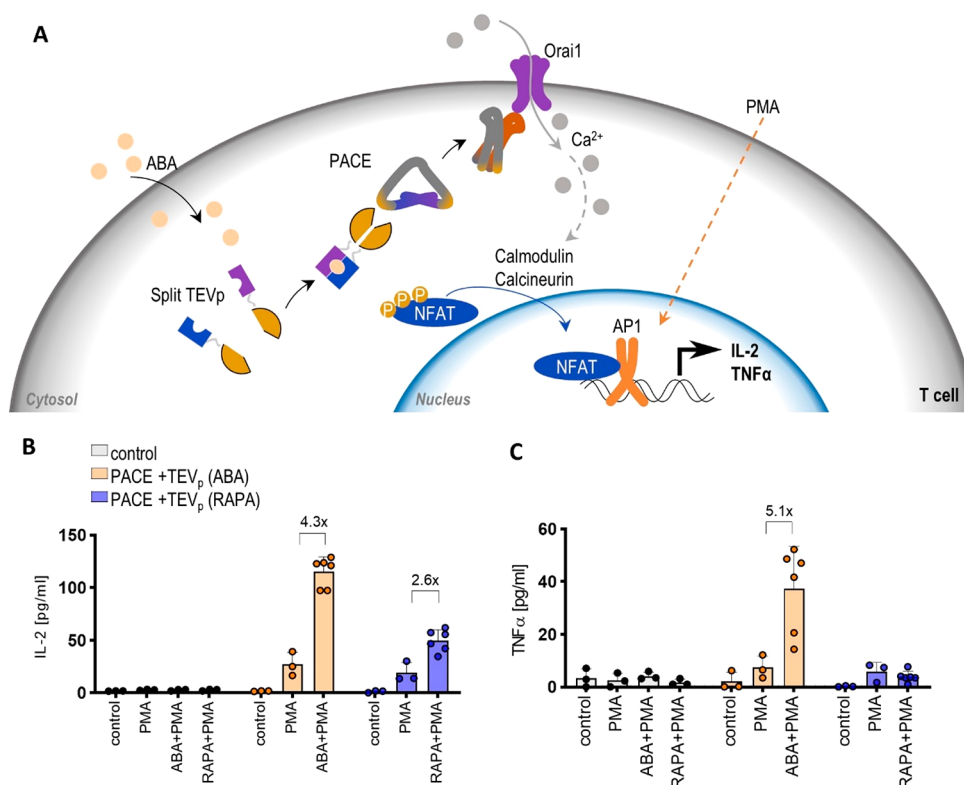 A
Orai1
PMA
ABA
PACE
Ca²⁺
Split TEVp
Calmodulin
Calcineurin
P P P
NFAT
AP1
NFAT
IL-2
TNFα
Cytosol
Nucleus
T cell
B
control
PACE +TEVp (ABA)
PACE +TEVp (RAPA)
IL-2 [pg/ml]
150
100
50
0
4.3x
2.6x
control
PMA
ABA+PMA
RAPA+PMA
control
PMA
ABA+PMA
control
PMA
RAPA+PMA
C
TNFα [pg/ml]
60
40
20
0
5.1x
control
PMA
ABA+PMA
RAPA+PMA
control
PMA
ABA+PMA
control
PMA
RAPA+PMA